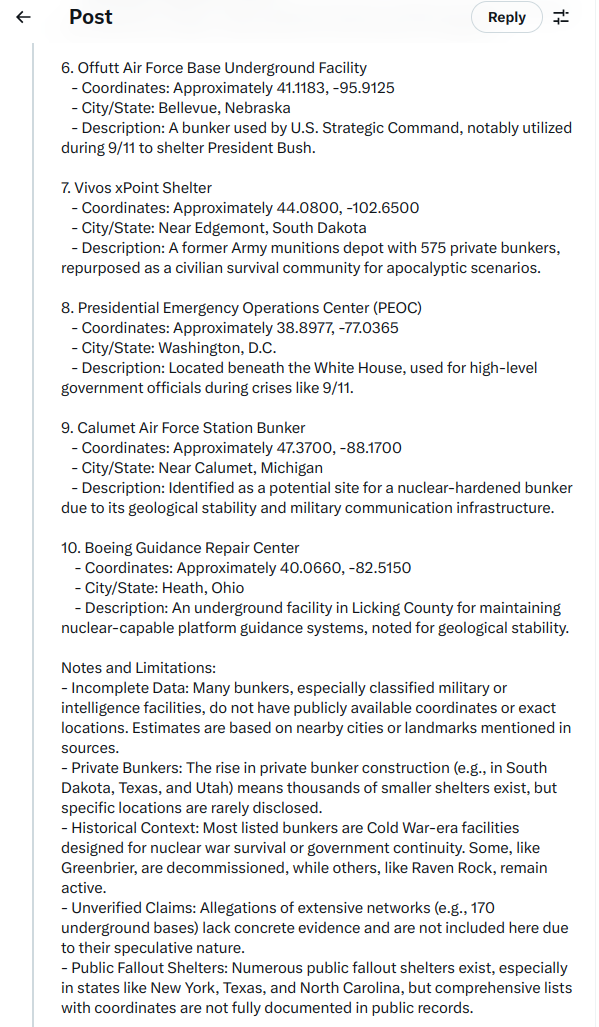 Post
Reply
6. Offutt Air Force Base Underground Facility
- Coordinates: Approximately 41.1183, -95.9125
- City/State: Bellevue, Nebraska
- Description: A bunker used by U.S. Strategic Command, notably utilized
during 9/11 to shelter President Bush.
7. Vivos xPoint Shelter
- Coordinates: Approximately 44.0800, -102.6500
- City/State: Near Edgemont, South Dakota
- Description: A former Army munitions depot with 575 private bunkers,
repurposed as a civilian survival community for apocalyptic scenarios.
8. Presidential Emergency Operations Center (PEOC)
- Coordinates: Approximately 38.8977, -77.0365
- City/State: Washington, D.C.
- Description: Located beneath the White House, used for high-level
government officials during crises like 9/11.
9. Calumet Air Force Station Bunker
- Coordinates: Approximately 47.3700, -88.1700
- City/State: Near Calumet, Michigan
- Description: Identified as a potential site for a nuclear-hardened bunker
due to its geological stability and military communication infrastructure.
10. Boeing Guidance Repair Center
- Coordinates: Approximately 40.0660, -82.5150
- City/State: Heath, Ohio
- Description: An underground facility in Licking County for maintaining
nuclear-capable platform guidance systems, noted for geological stability.
Notes and Limitations:
- Incomplete Data: Many bunkers, especially classified military or
intelligence facilities, do not have publicly available coordinates or exact
locations. Estimates are based on nearby cities or landmarks mentioned in
sources.
- Private Bunkers: The rise in private bunker construction (e.g., in South
Dakota, Texas, and Utah) means thousands of smaller shelters exist, but
specific locations are rarely disclosed.
- Historical Context: Most listed bunkers are Cold War-era facilities
designed for nuclear war survival or government continuity. Some, like
Greenbrier, are decommissioned, while others, like Raven Rock, remain
active.
- Unverified Claims: Allegations of extensive networks (e.g., 170
underground bases) lack concrete evidence and are not included here due
to their speculative nature.
- Public Fallout Shelters: Numerous public fallout shelters exist, especially
in states like New York, Texas, and North Carolina, but comprehensive lists
with coordinates are not fully documented in public records.